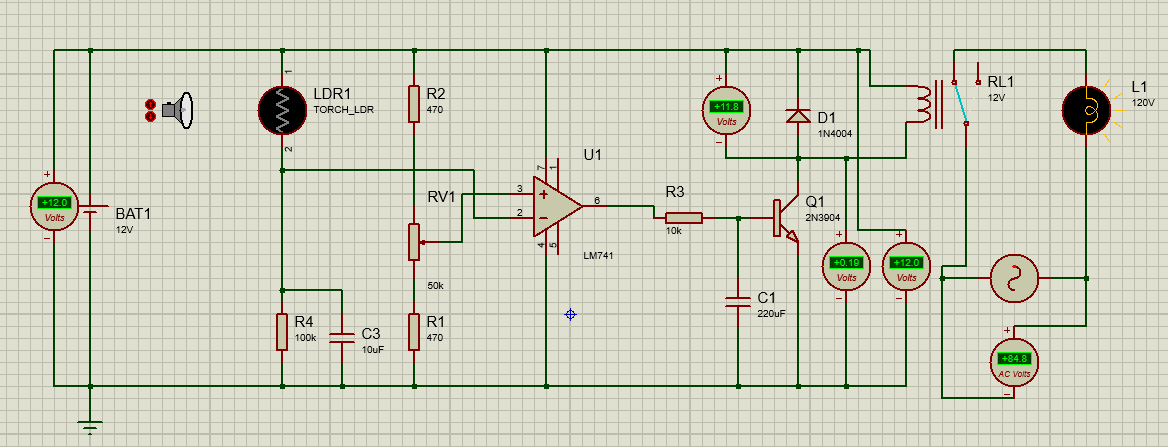 +12.0
Volts
BAT1
12V
1
LDR1
TORCH_LDR
2
R4
100k
C3
10uF
R2
470
RV1
50k
R1
470
U1
7
1
3
2
6
4
5
LM741
R3
10k
C1
220uF
+
+11.8
Volts
−
D1
1N4004
Q1
2N3904
+
+0.19
Volts
−
+
+12.0
Volts
−
RL1
12V
L1
120V
+
+84.8
AC Volts
−